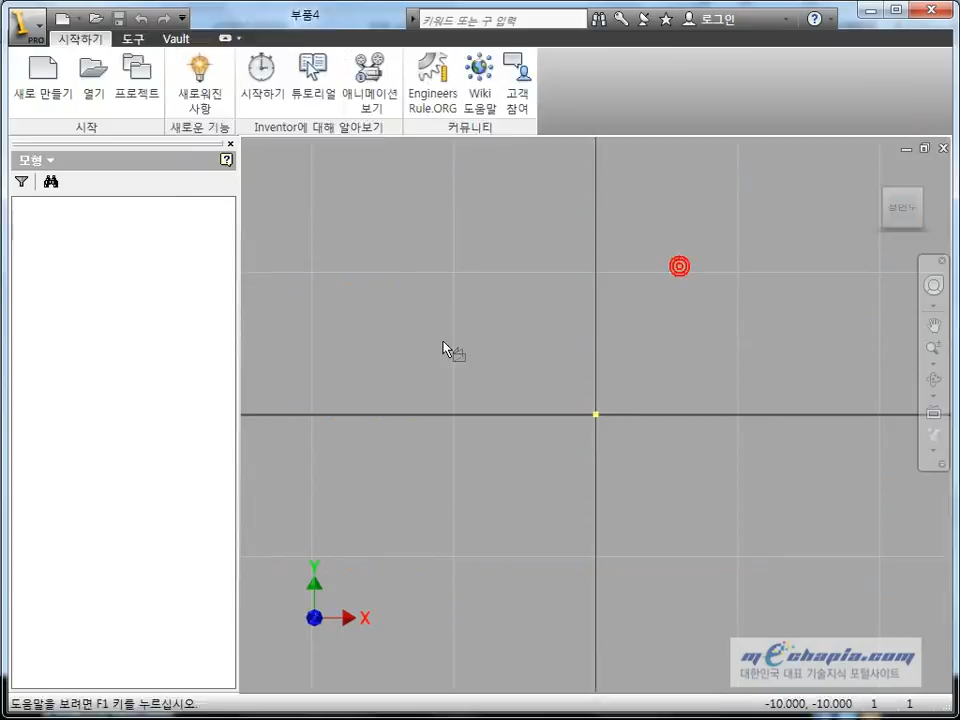 부품4
키워드 또는 구 입력
로그인
PRO
시작하기 도구 Vault
새로 만들기 열기 프로젝트
새로워진 사항
시작하기 튜토리얼 애니메이션 보기
Engineers Rule.ORG
Wiki 도움말
고객 참여
시작 새로운 기능 Inventor에 대해 알아보기 커뮤니티
모형
정면도
Y
X
mEchapia.com
대한민국 대표 기술지식 포털사이트
도움말을 보려면 F1 키를 누르십시오.
-10.000, -10.000 1 1